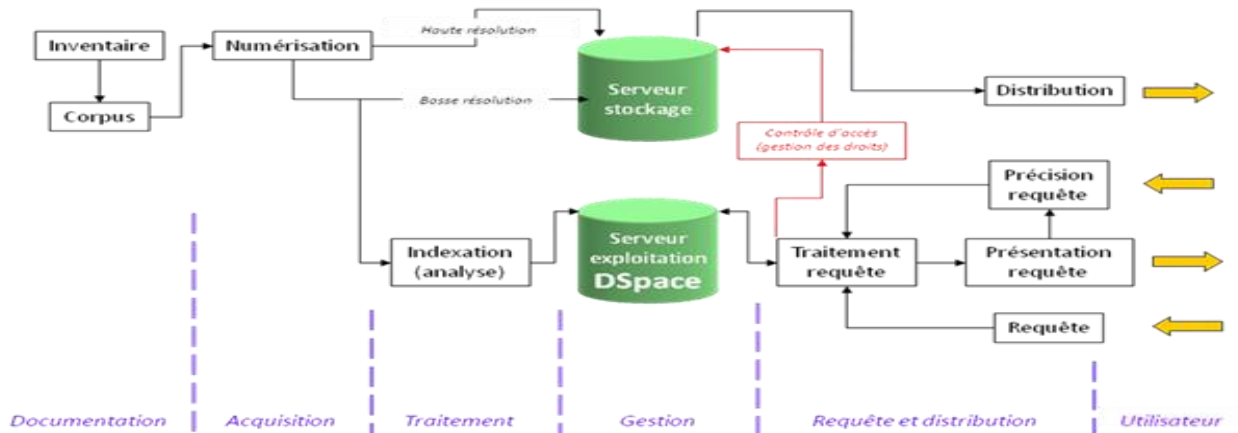 Inventaire
Corpus
Numérisation
Haute résolution
Basse résolution
Serveur
stockage
Distribution
Contrôle d'accès
(gestion des droits)
Précision
requête
Indexation
(analyse)
Serveur
exploitation
DSpace
Traitement
requête
Présentation
requête
Requête
Documentation
Acquisition
Traitement
Gestion
Requête et distribution
Utilisateur